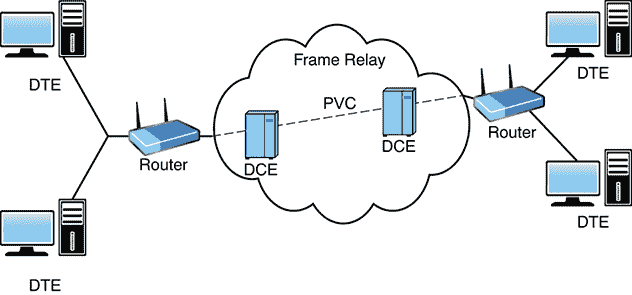 DTE
Frame Relay
DTE
PVC
Router
DCE
DCE
Router
DTE
DTE